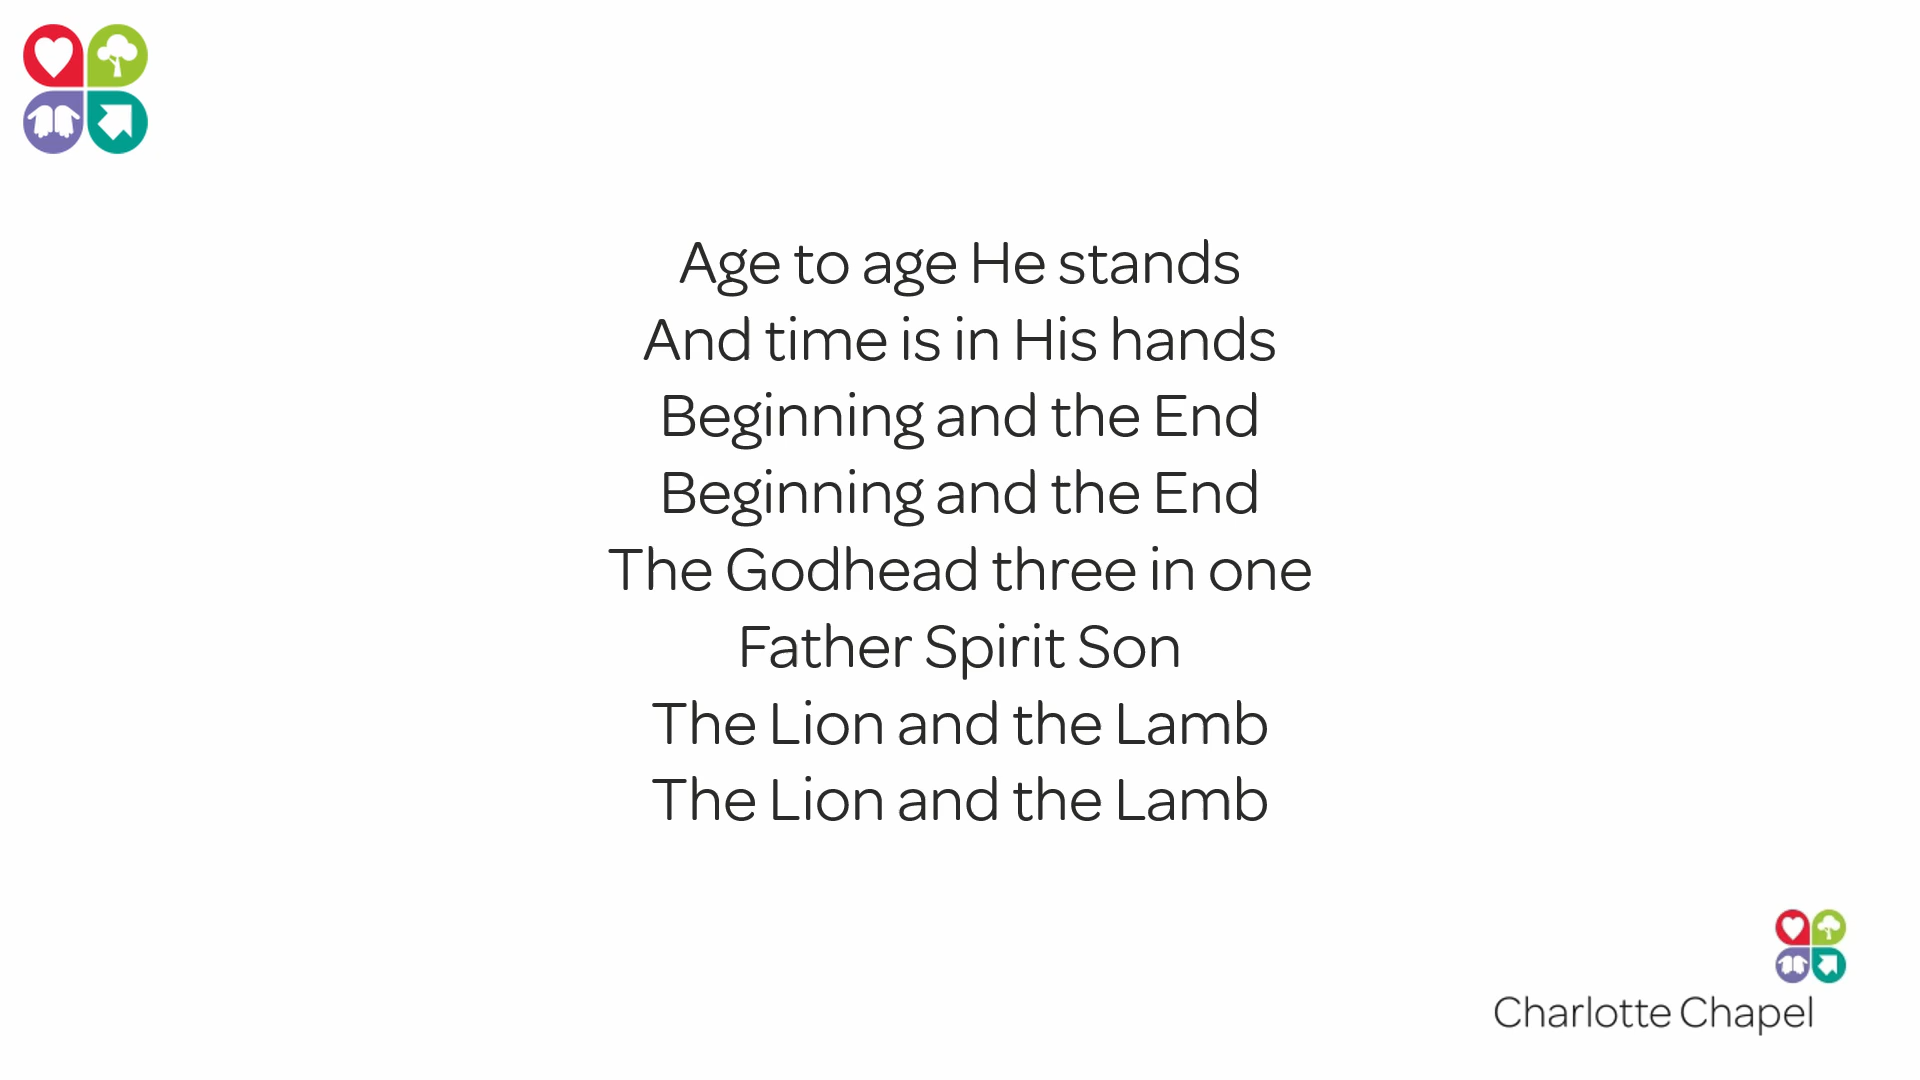 Age to age He stands
And time is in His hands
Beginning and the End
Beginning and the End
The Godhead three in one
Father Spirit Son
The Lion and the Lamb
The Lion and the Lamb
Charlotte Chapel